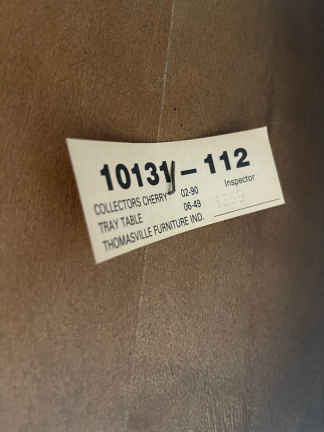 10131-112
COLLECTORS CHERRY 02-90 Inspector
TRAY TABLE 06-49
THOMASVILLE FURNITURE IND.